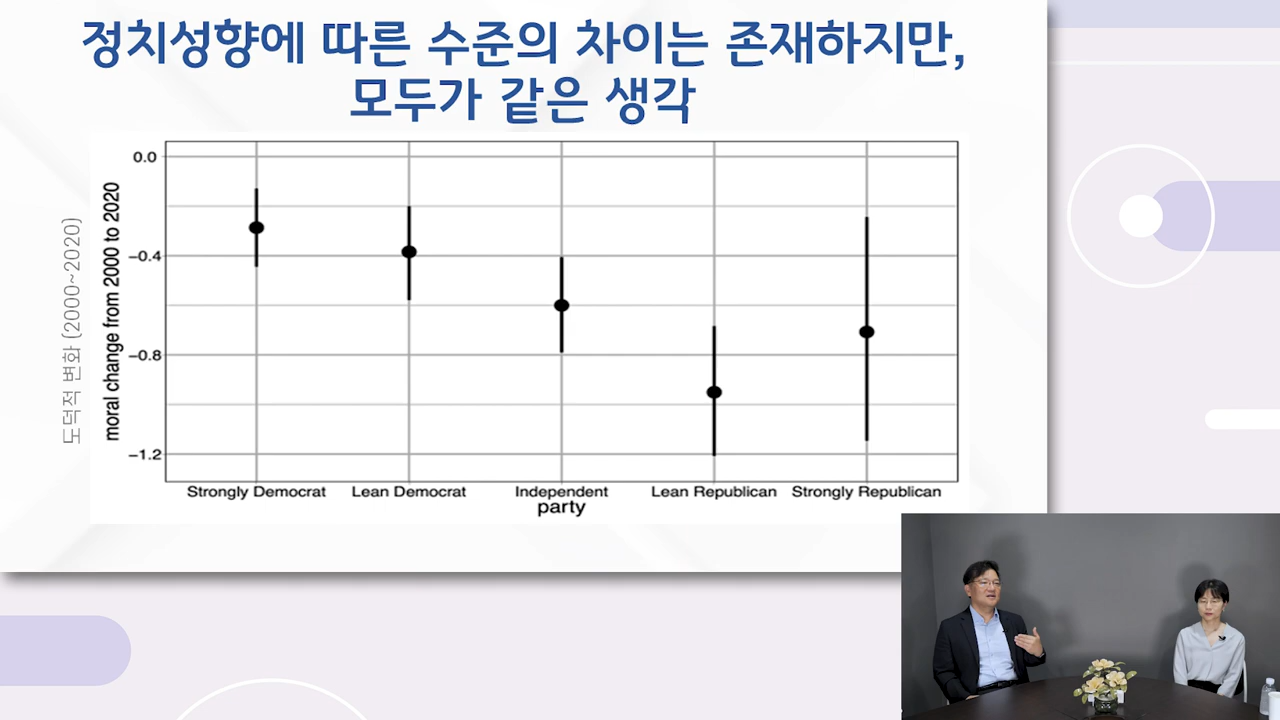 정치성향에 따른 수준의 차이는 존재하지만,
모두가 같은 생각
도덕적 변화 (2000~2020)
moral change from 2000 to 2020
0.0
−0.4
−0.8
−1.2
Strongly Democrat
Lean Democrat
Independent
Lean Republican
Strongly Republican
party